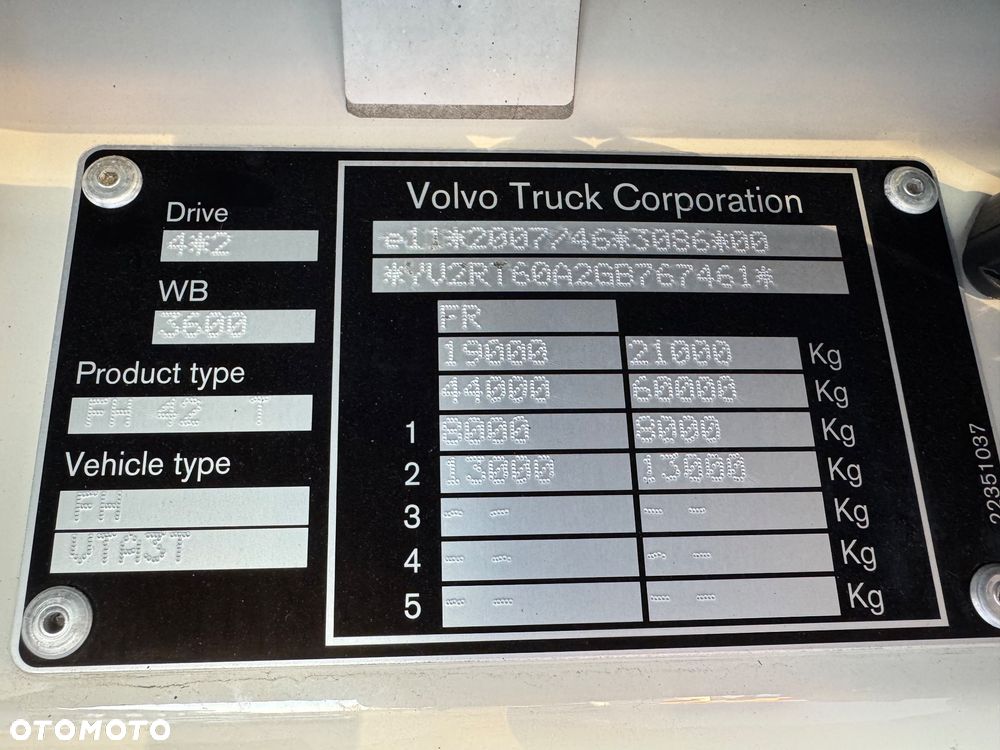 Drive
4*2
WB
3600
Product type
FH 42 T
Vehicle type
FH
VTA3T
Volvo Truck Corporation
e11*2007/46*3086*00
*YV2RT60A2GB767461*
FR
19000 21000 Kg
44000 60000 Kg
1 8000 9000 Kg
2 13000 13000 Kg
3 -- --- --- --- Kg
4 -- --- --- --- Kg
5 -- --- --- --- Kg
22351037
OTOMOTO